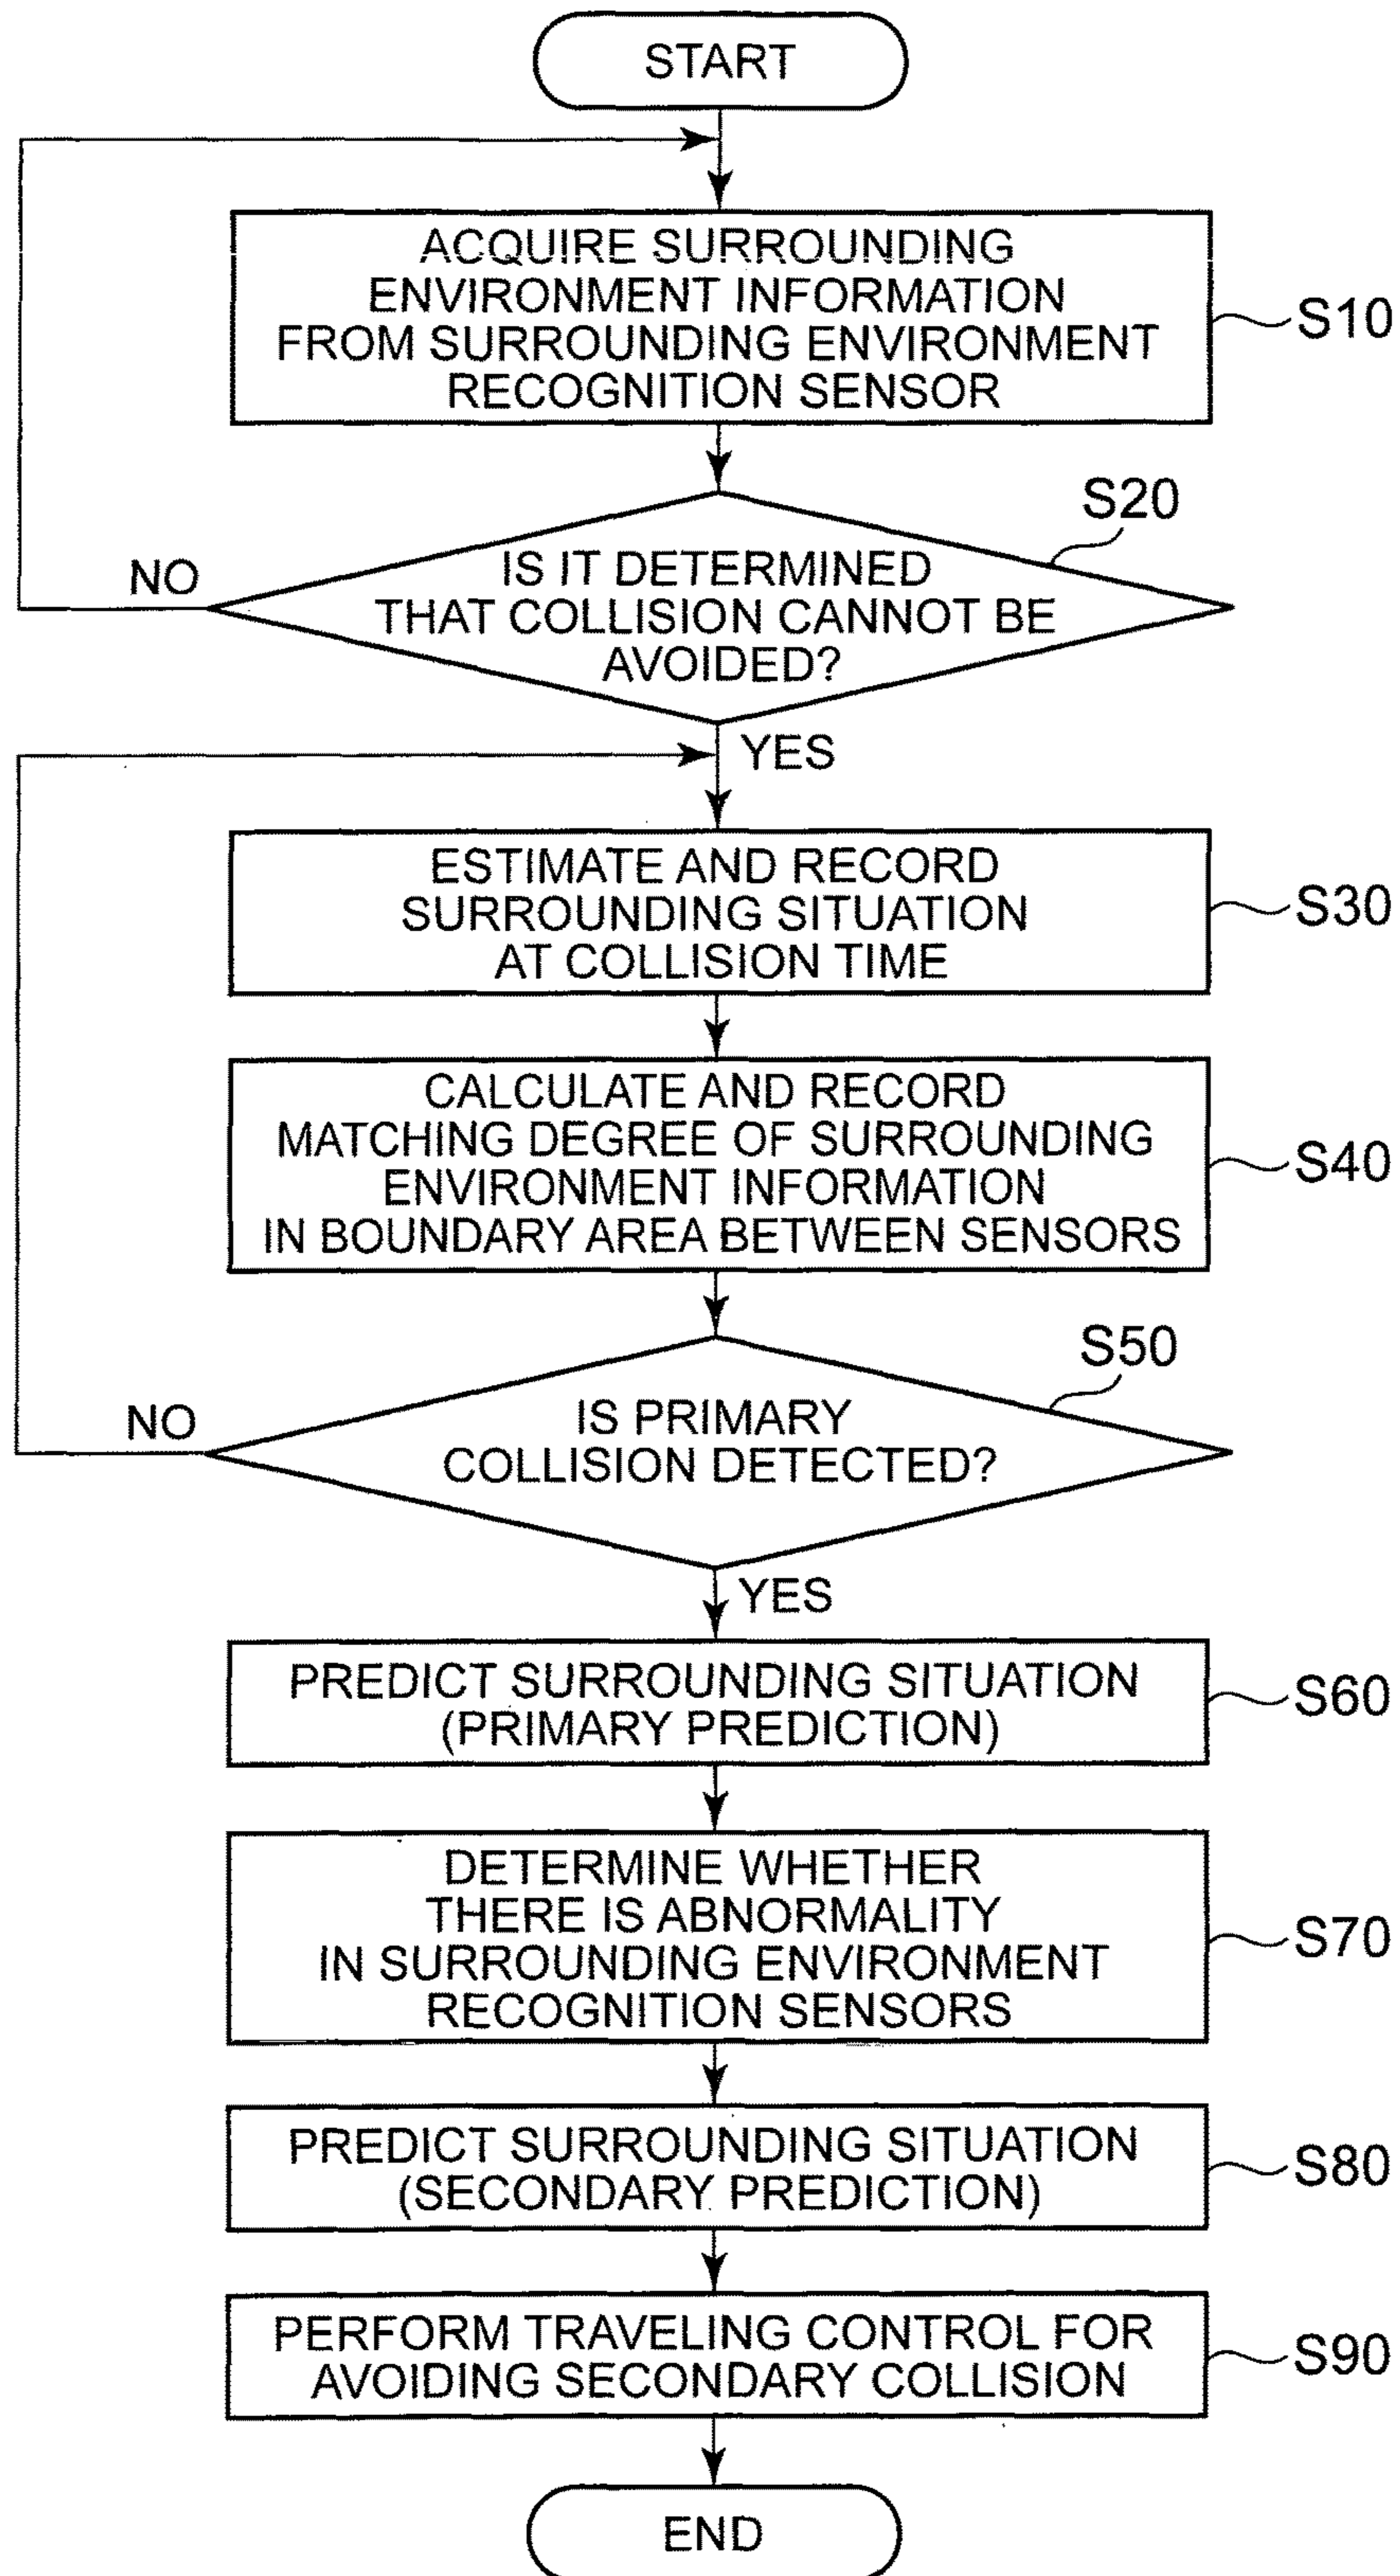 START
ACQUIRE SURROUNDING
ENVIRONMENT INFORMATION
FROM SURROUNDING ENVIRONMENT
RECOGNITION SENSOR
S10
S20
IS IT DETERMINED
THAT COLLISION CANNOT BE
AVOIDED?
NO
YES
ESTIMATE AND RECORD
SURROUNDING SITUATION
AT COLLISION TIME
S30
CALCULATE AND RECORD
MATCHING DEGREE OF SURROUNDING
ENVIRONMENT INFORMATION
IN BOUNDARY AREA BETWEEN SENSORS
S40
S50
IS PRIMARY
COLLISION DETECTED?
NO
YES
PREDICT SURROUNDING SITUATION
(PRIMARY PREDICTION)
S60
DETERMINE WHETHER
THERE IS ABNORMALITY
IN SURROUNDING ENVIRONMENT
RECOGNITION SENSORS
S70
PREDICT SURROUNDING SITUATION
(SECONDARY PREDICTION)
S80
PERFORM TRAVELING CONTROL FOR
AVOIDING SECONDARY COLLISION
S90
END